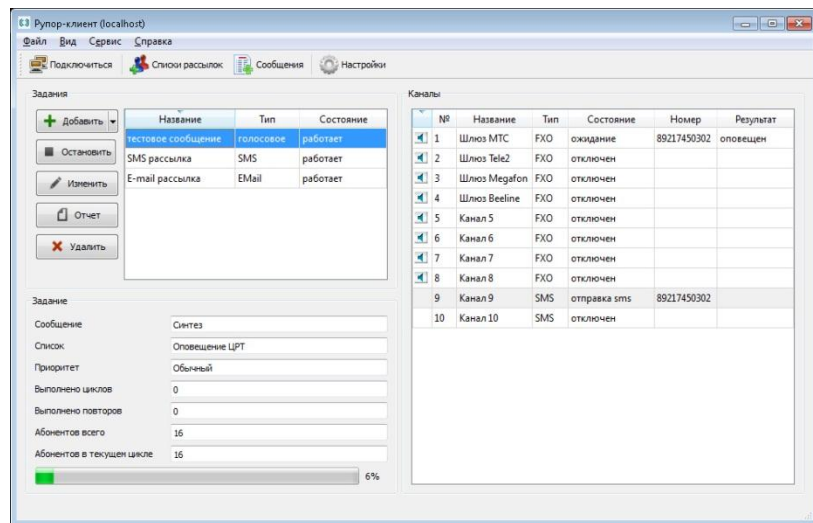 Рупор-клиент (localhost)
Файл Вид Сервис Справка
Подключиться Списки рассылок Сообщения Настройки
Задания
Добавить
Остановить
Изменить
Отчет
Удалить
Название Тип Состояние
тестовое сообщение голосовое работает
SMS рассылка SMS работает
E-mail рассылка EMail работает
Задание
Сообщение Синтез
Список Оповещение ЦРТ
Приоритет Обычный
Выполнено циклов 0
Выполнено повторов 0
Абонентов всего 16
Абонентов в текущен цикле 16
6%
Каналы
№ Название Тип Состояние Номер Результат
1 Шлюз МТС FXO ожидание 89217450302 оповещен
2 Шлюз Tele2 FXO отключен
3 Шлюз Megafon FXO отключен
4 Шлюз Beeline FXO отключен
5 Канал 5 FXO отключен
6 Канал 6 FXO отключен
7 Канал 7 FXO отключен
8 Канал 8 FXO отключен
9 Канал 9 SMS отправка sms 89217450302
10 Канал 10 SMS отключен